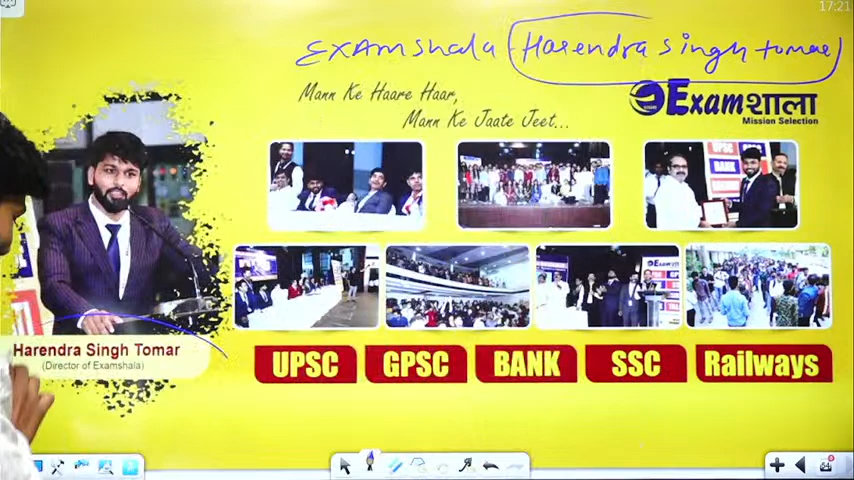 17:21
Examshala (Harendra Singh tomar)
Mann Ke Haare Haar,
Mann Ke Jaate Jeet...
Examशाला
Mission Selection
Harendra Singh Tomar
(Director of Examshala)
UPSC
GPSC
BANK
SSC
Railways